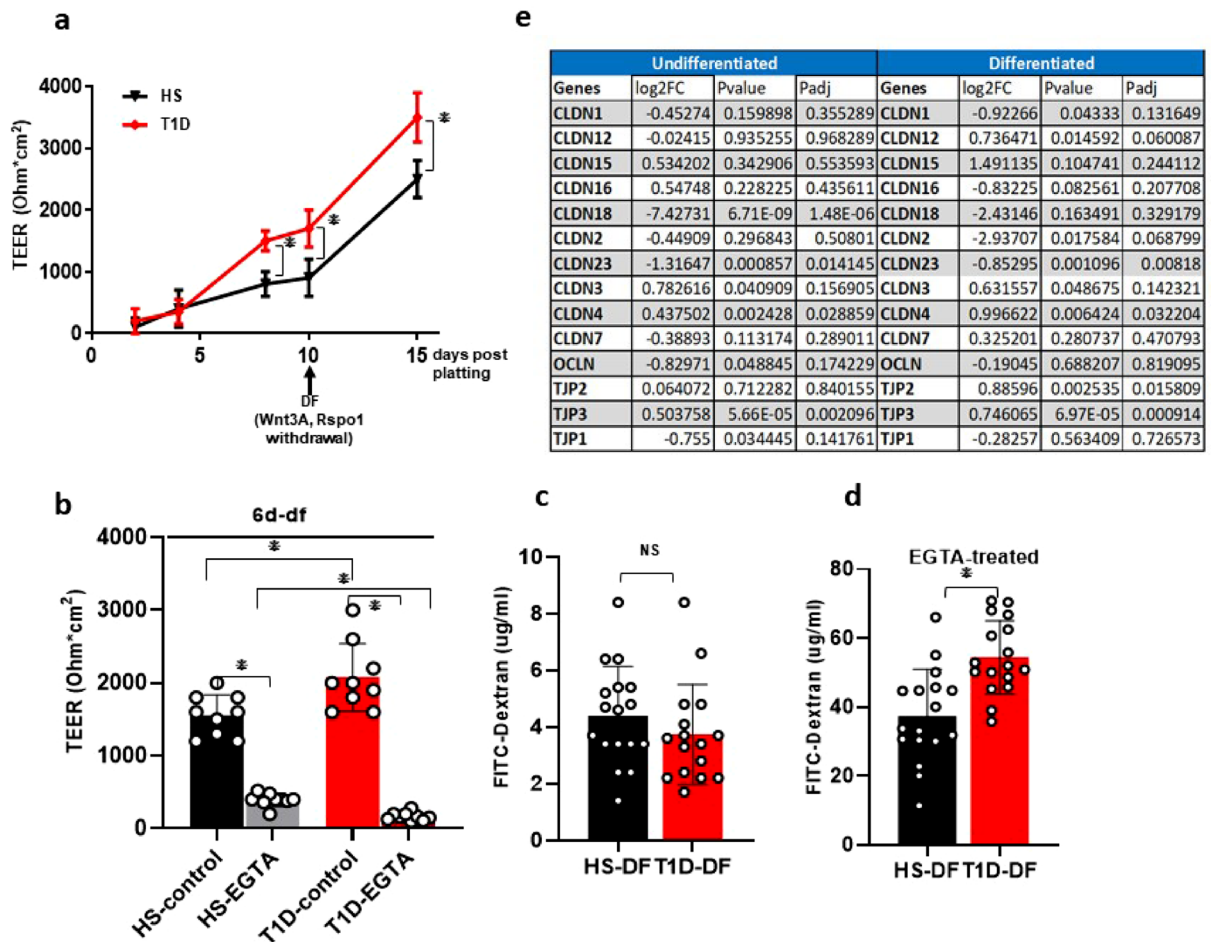 a
HS
T1D
TEER (Ohm*cm2)
4000
3000
2000
1000
0
0
5
10
15
days post
platting
DF
(Wnt3A, Rspo1
withdrawal)
*
*
*
e
Undifferentiated Differentiated
Genes log2FC Pvalue Padj Genes log2FC Pvalue Padj
CLDN1 -0.45274 0.159898 0.355289 CLDN1 -0.92266 0.04333 0.131649
CLDN12 -0.02415 0.935255 0.968289 CLDN12 0.736471 0.014592 0.060087
CLDN15 0.534202 0.342906 0.553593 CLDN15 1.491135 0.104741 0.244112
CLDN16 0.54748 0.228225 0.435611 CLDN16 -0.83225 0.082561 0.207708
CLDN18 -7.42731 6.71E-09 1.48E-06 CLDN18 -2.43146 0.163491 0.329179
CLDN2 -0.44909 0.296843 0.50801 CLDN2 -2.93707 0.017584 0.068799
CLDN23 -1.31647 0.000857 0.014145 CLDN23 -0.85295 0.001096 0.00818
CLDN3 0.782616 0.040909 0.156905 CLDN3 0.631557 0.048675 0.142321
CLDN4 0.437502 0.002428 0.028859 CLDN4 0.996622 0.006424 0.032204
CLDN7 -0.38893 0.113174 0.289011 CLDN7 0.325201 0.280737 0.470793
OCLN -0.82971 0.048845 0.174229 OCLN -0.19045 0.688207 0.819095
TJP2 0.064072 0.712282 0.840155 TJP2 0.88596 0.002535 0.015809
TJP3 0.503758 5.66E-05 0.002096 TJP3 0.746065 6.97E-05 0.000914
TJP1 -0.755 0.034445 0.141761 TJP1 -0.28257 0.563409 0.726573
b
6d-df
TEER (Ohm*cm2)
4000
3000
2000
1000
0
*
*
*
*
HS-control
HS-EGTA
T1D-control
T1D-EGTA
c
NS
FITC-Dextran (ug/ml)
10
8
6
4
2
0
HS-DF T1D-DF
d
EGTA-treated
*
FITC-Dextran (ug/ml)
80
60
40
20
0
HS-DF T1D-DF